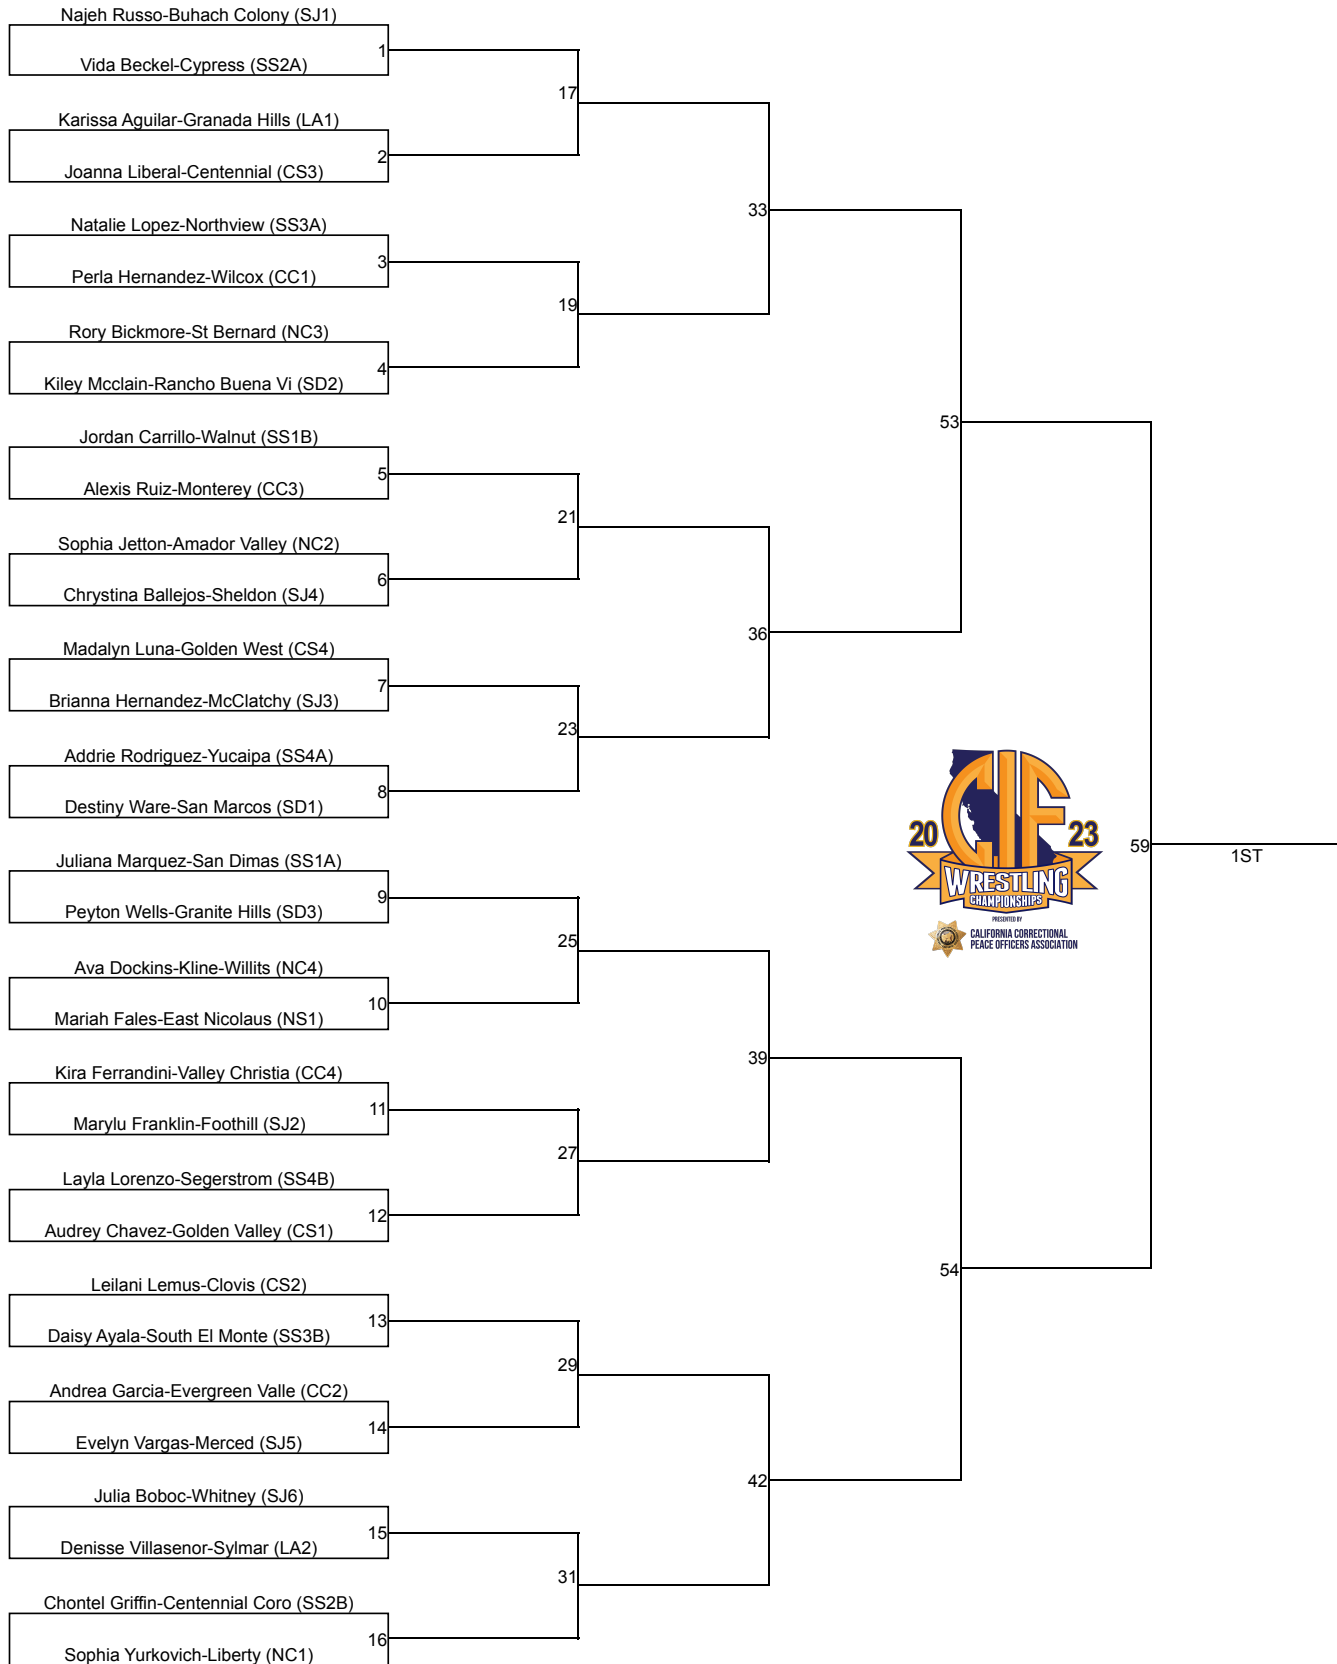 Najeh Russo-Buhach Colony (SJ1)
1
Vida Beckel-Cypress (SS2A)
17
Karissa Aguilar-Granada Hills (LA1)
2
Joanna Liberal-Centennial (CS3)
33
Natalie Lopez-Northview (SS3A)
3
Perla Hernandez-Wilcox (CC1)
19
Rory Bickmore-St Bernard (NC3)
4
Kiley Mcclain-Rancho Buena Vi (SD2)
53
Jordan Carrillo-Walnut (SS1B)
5
Alexis Ruiz-Monterey (CC3)
21
Sophia Jetton-Amador Valley (NC2)
6
Chrystina Ballejos-Sheldon (SJ4)
36
Madalyn Luna-Golden West (CS4)
7
Brianna Hernandez-McClatchy (SJ3)
23
Addrie Rodriguez-Yucaipa (SS4A)
8
Destiny Ware-San Marcos (SD1)
CIF
20 23
WRESTLING
CHAMPIONSHIPS
PRESENTED BY
CALIFORNIA CORRECTIONAL
PEACE OFFICERS ASSOCIATION
59
1ST
Juliana Marquez-San Dimas (SS1A)
9
Peyton Wells-Granite Hills (SD3)
25
Ava Dockins-Kline-Willits (NC4)
10
Mariah Fales-East Nicolaus (NS1)
39
Kira Ferrandini-Valley Christia (CC4)
11
Marylu Franklin-Foothill (SJ2)
27
Layla Lorenzo-Segerstrom (SS4B)
12
Audrey Chavez-Golden Valley (CS1)
54
Leilani Lemus-Clovis (CS2)
13
Daisy Ayala-South El Monte (SS3B)
29
Andrea Garcia-Evergreen Valle (CC2)
14
Evelyn Vargas-Merced (SJ5)
42
Julia Boboc-Whitney (SJ6)
15
Denisse Villasenor-Sylmar (LA2)
31
Chontel Griffin-Centennial Coro (SS2B)
16
Sophia Yurkovich-Liberty (NC1)